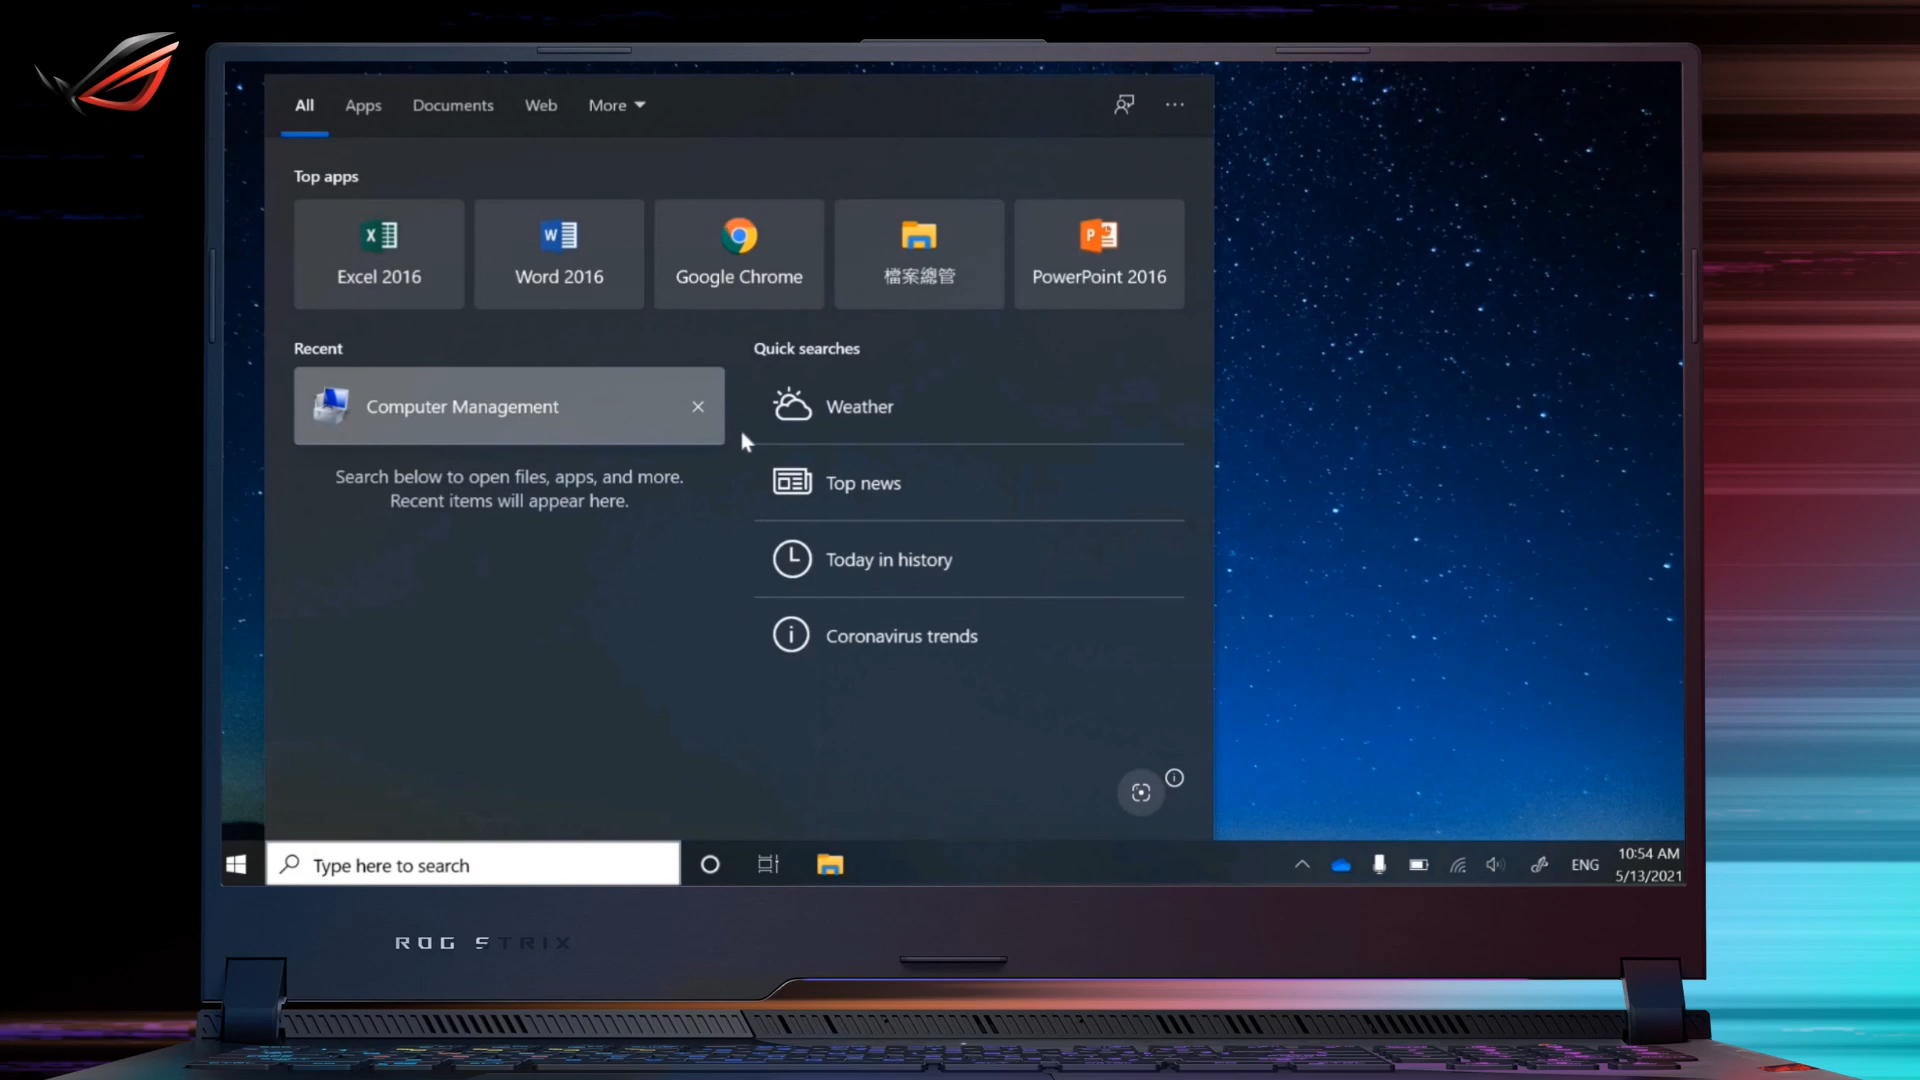 All Apps Documents Web More
Top apps
Excel 2016
Word 2016
Google Chrome
檔案總管
PowerPoint 2016
Recent
Computer Management
Search below to open files, apps, and more.
Recent items will appear here.
Quick searches
Weather
Top news
Today in history
Coronavirus trends
Type here to search
ENG
10:54 AM
5/13/2021
ROG STRIX